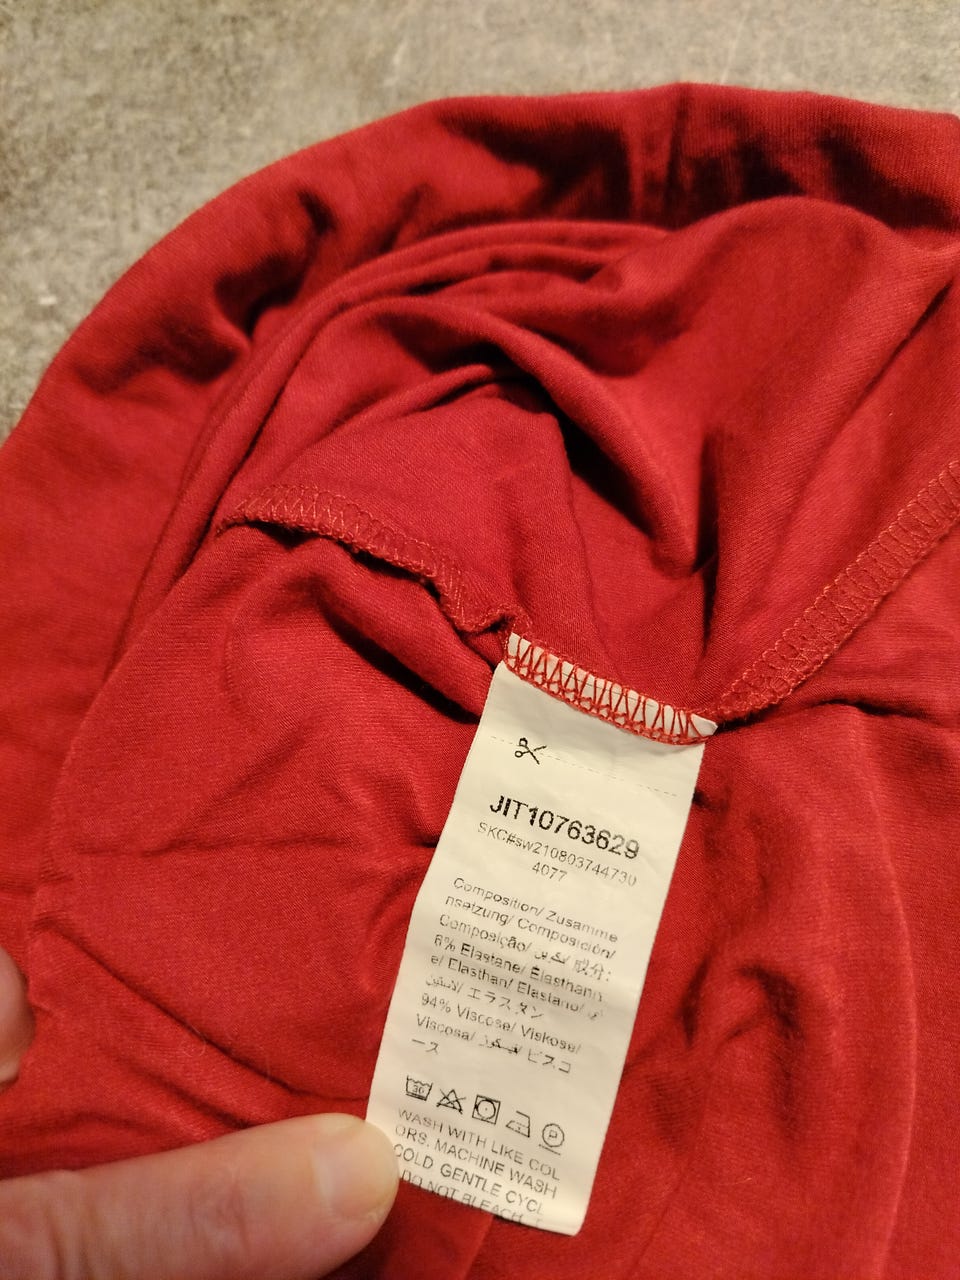 JIT10763629
SKC#sw210803744730
4077
Composition/ Zusamme
nsetzung/ Composición/
Composição/ 成分:
6% Elastane/ Élasthann
e/ Elasthan/ Elastano/
エラスタン
94% Viscose/ Viskose/
Viscosa/ ビスコ
ース
30
P
WASH WITH LIKE COL
ORS. MACHINE WASH
COLD GENTLE CYCL
DO NOT BLEACH. T